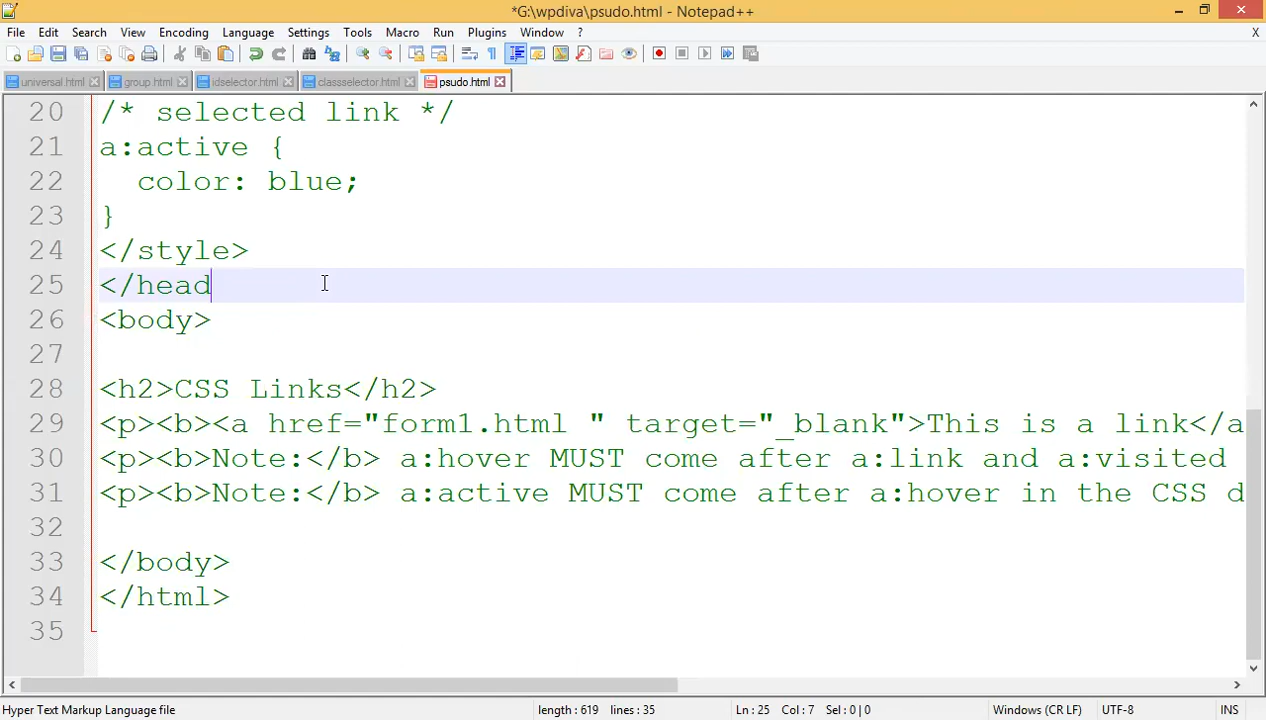 *G:\wpdiva\psudo.html - Notepad++
File Edit Search View Encoding Language Settings Tools Macro Run Plugins Window ? X
universal.html group html idselector.html classselector.html psudo.html
20 /* selected link */
21 a:active {
22 color: blue;
23 }
24 </style>
25 </head
26 <body>
27
28 <h2>CSS Links</h2>
29 <p><b><a href="form1.html " target="_blank">This is a link</a
30 <p><b>Note:</b> a:hover MUST come after a:link and a:visited
31 <p><b>Note:</b> a:active MUST come after a:hover in the CSS d
32
33 </body>
34 </html>
35
Hyper Text Markup Language file length : 619 lines : 35 Ln : 25 Col : 7 Sel : 0 | 0 Windows (CR LF) UTF-8 INS